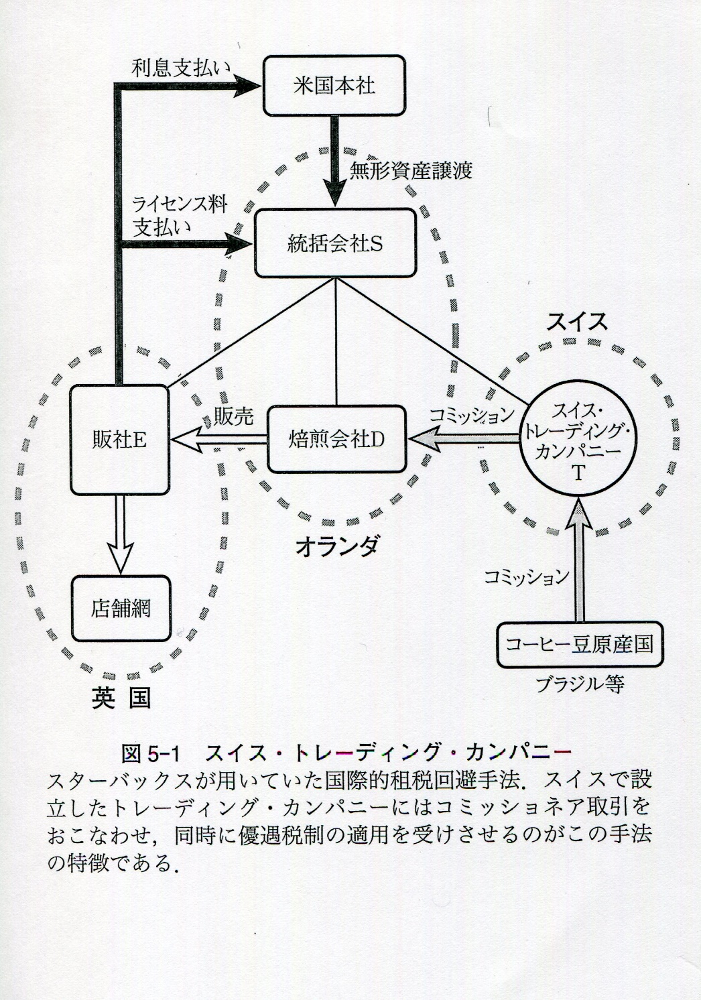 利息支払い
米国本社
無形資産譲渡
ライセンス料
支払い
統括会社S
スイス
販社E
販売
焙煎会社D
コミッション
スイス・
トレーディング・
カンパニー
T
オランダ
コミッション
店舗網
コーヒー豆原産国
ブラジル等
英国
図5-1 スイス・トレーディング・カンパニー
スターバックスが用いていた国際的租税回避手法．スイスで設
立したトレーディング・カンパニーにはコミッショネア取引を
おこなわせ，同時に優遇税制の適用を受けさせるのがこの手法
の特徴である．